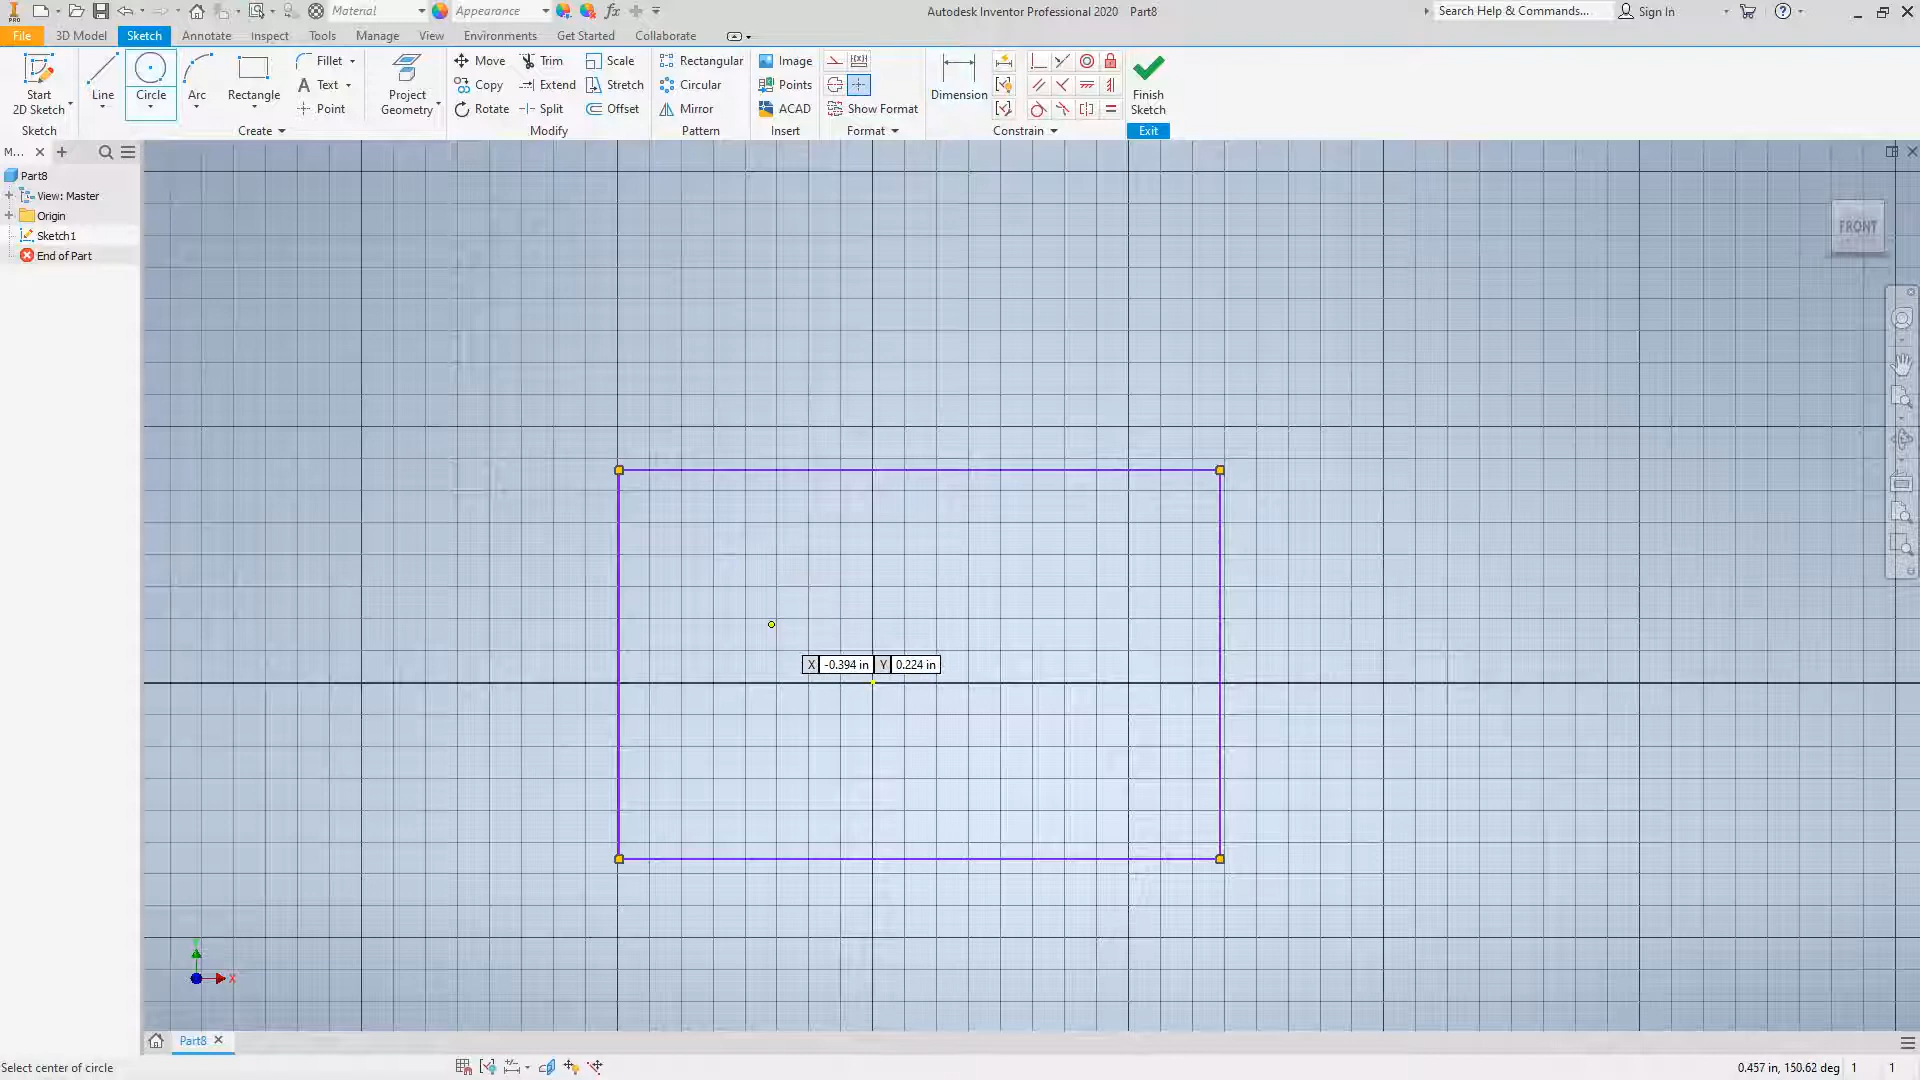 Material
Appearance
fx
Autodesk Inventor Professional 2020 Part8
Search Help & Commands...
Sign In
File
3D Model
Sketch
Annotate
Inspect
Tools
Manage
View
Environments
Get Started
Collaborate
Start
2D Sketch
Line
Circle
Arc
Rectangle
Fillet
Text
Point
Project
Geometry
Move
Copy
Rotate
Trim
Extend
Split
Scale
Stretch
Offset
Rectangular
Circular
Mirror
Image
Points
ACAD
Show Format
Dimension
Finish
Sketch
Sketch
Create
Modify
Pattern
Insert
Format
Constrain
Exit
M...
Part8
View: Master
Origin
Sketch1
End of Part
FRONT
X -0.394 in Y 0.224 in
X
Part8
Select center of circle
0.457 in, 150.62 deg 1 1